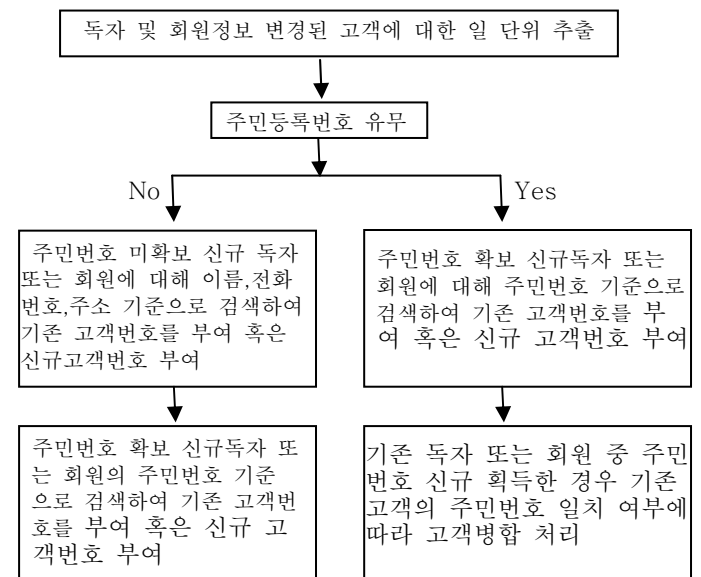 독자 및 회원정보 변경된 고객에 대한 일 단위 추출
주민등록번호 유무
No
Yes
주민번호 미확보 신규 독자
또는 회원에 대해 이름,전화
번호,주소 기준으로 검색하여
기존 고객번호를 부여 혹은
신규고객번호 부여
주민번호 확보 신규독자 또는
회원에 대해 주민번호 기준으로
검색하여 기존 고객번호를 부
여 혹은 신규 고객번호 부여
주민번호 확보 신규독자 또
는 회원의 주민번호 기준
으로 검색하여 기존 고객번
호를 부여 혹은 신규 고
객번호 부여
기존 독자 또는 회원 중 주민
번호 신규 획득한 경우 기존
고객의 주민번호 일치 여부에
따라 고객병합 처리